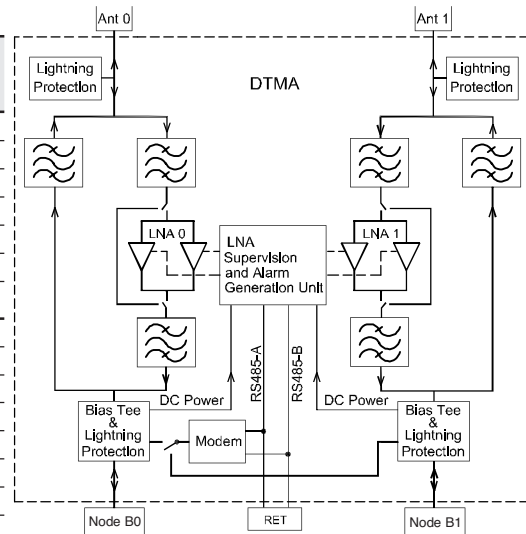 Ant 0
Ant 1
Lightning
Protection
DTMA
Lightning
Protection
LNA 0
LNA
Supervision
and Alarm
Generation Unit
LNA 1
DC Power
RS485-A
RS485-B
DC Power
Bias Tee
&
Lightning
Protection
Modem
Bias Tee
&
Lightning
Protection
Node B0
RET
Node B1